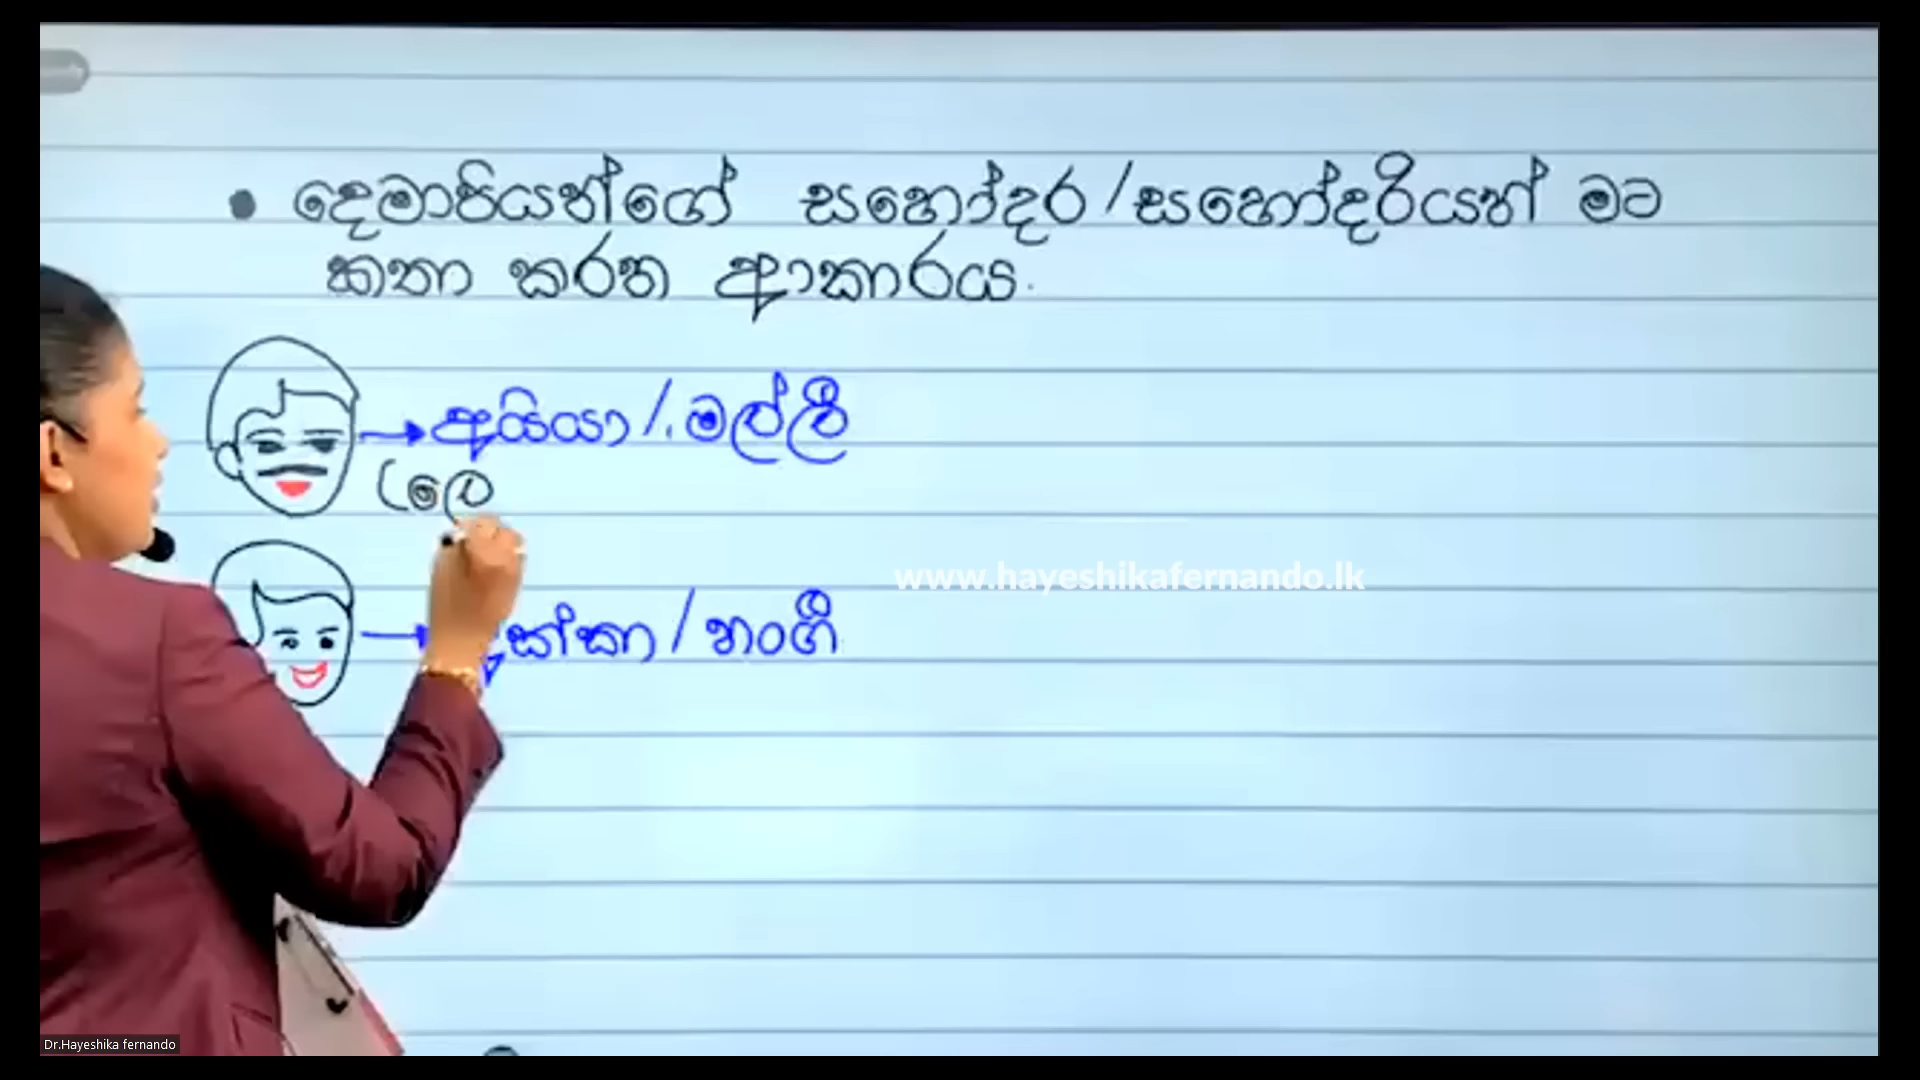 • දෙමාපියන්ගේ සහෝදර/සහෝදරියන් මට
කතා කරන ආකාරය.
→ අයියා/මල්ලී
(ලො
→ අක්කා/නංගී
www.hayeshikafernando.lk
Dr.Hayeshika fernando